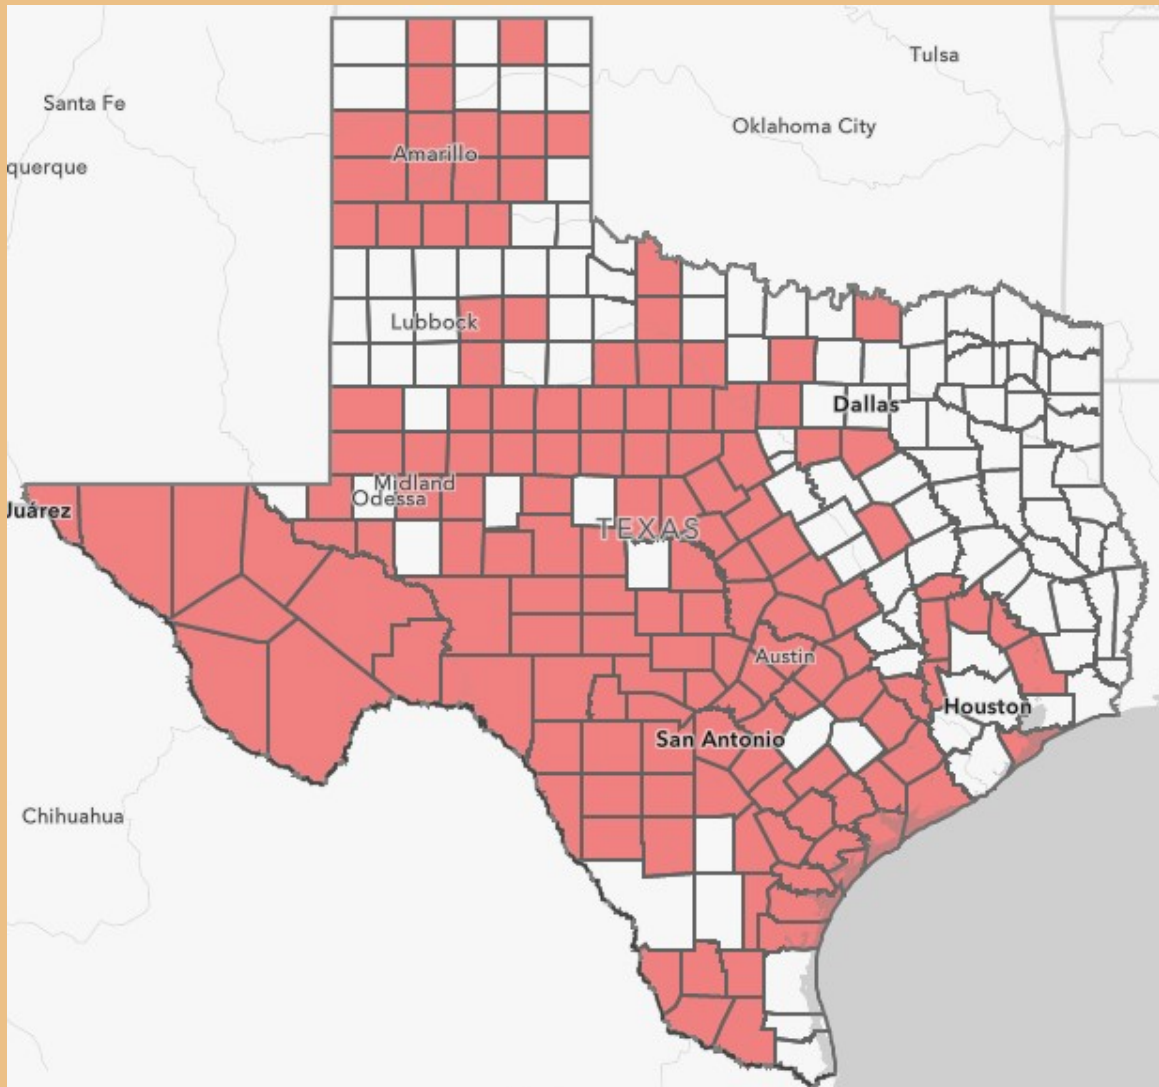 Tulsa
Santa Fe
Oklahoma City
querque
Amarillo
Lubbock
Dallas
Midland
Odessa
Juárez
TEXAS
Austin
Houston
San Antonio
Chihuahua